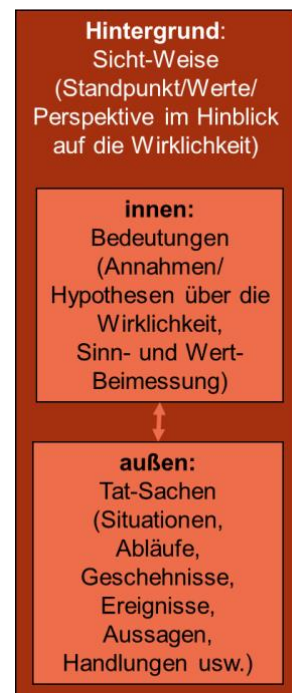 Hintergrund:
Sicht-Weise
(Standpunkt/Werte/
Perspektive im Hinblick
auf die Wirklichkeit)
innen:
Bedeutungen
(Annahmen/
Hypothesen über die
Wirklichkeit,
Sinn- und Wert-
Beimessung)
außen:
Tat-Sachen
(Situationen,
Abläufe,
Geschehnisse,
Ereignisse,
Aussagen,
Handlungen usw.)